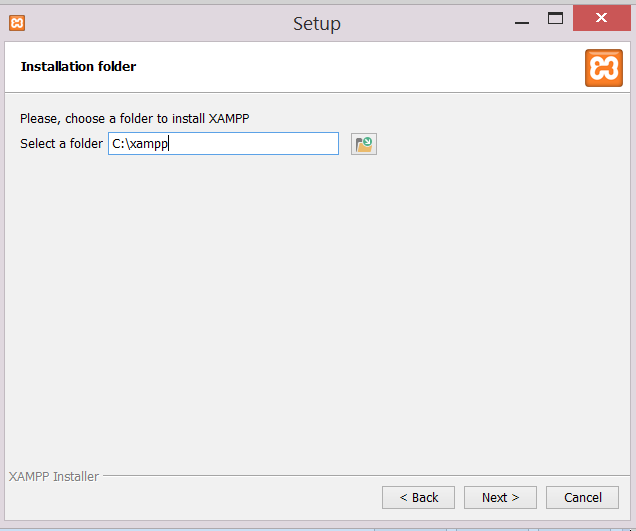 Setup
Installation folder
Please, choose a folder to install XAMPP
Select a folder C:\xampp
XAMPP Installer
< Back Next > Cancel